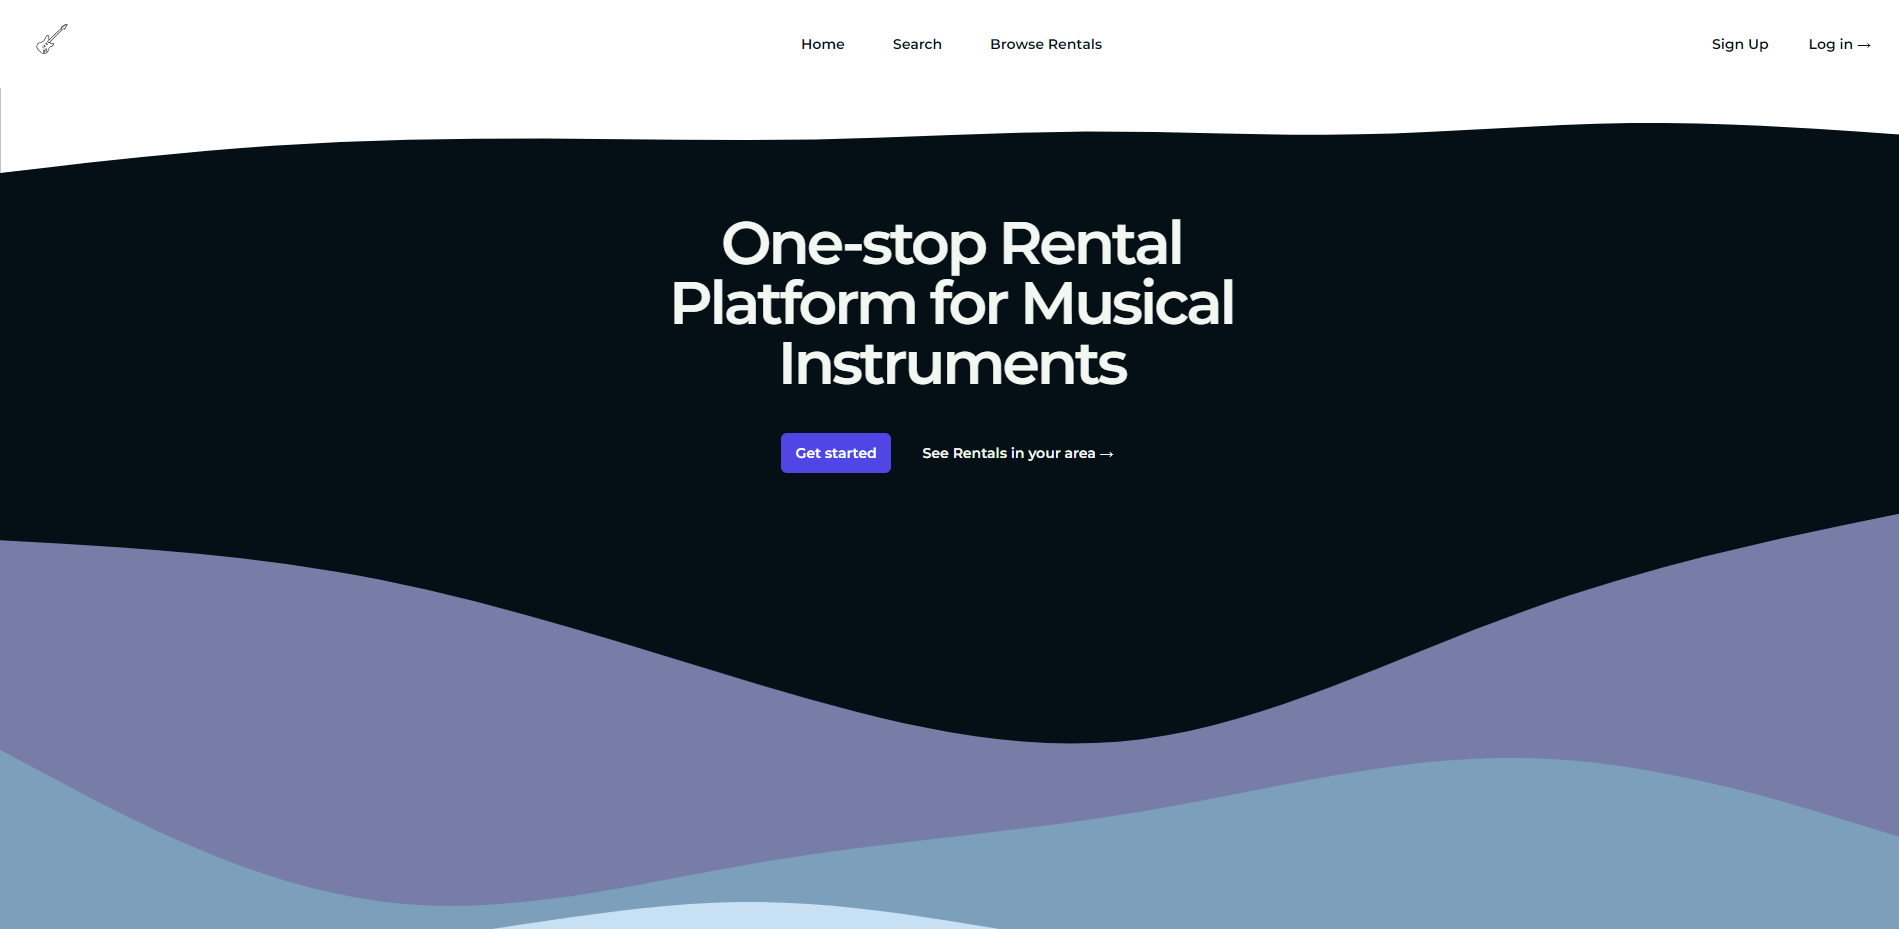 Home Search Browse Rentals Sign Up Log in →
One-stop Rental
Platform for Musical
Instruments
Get started See Rentals in your area →